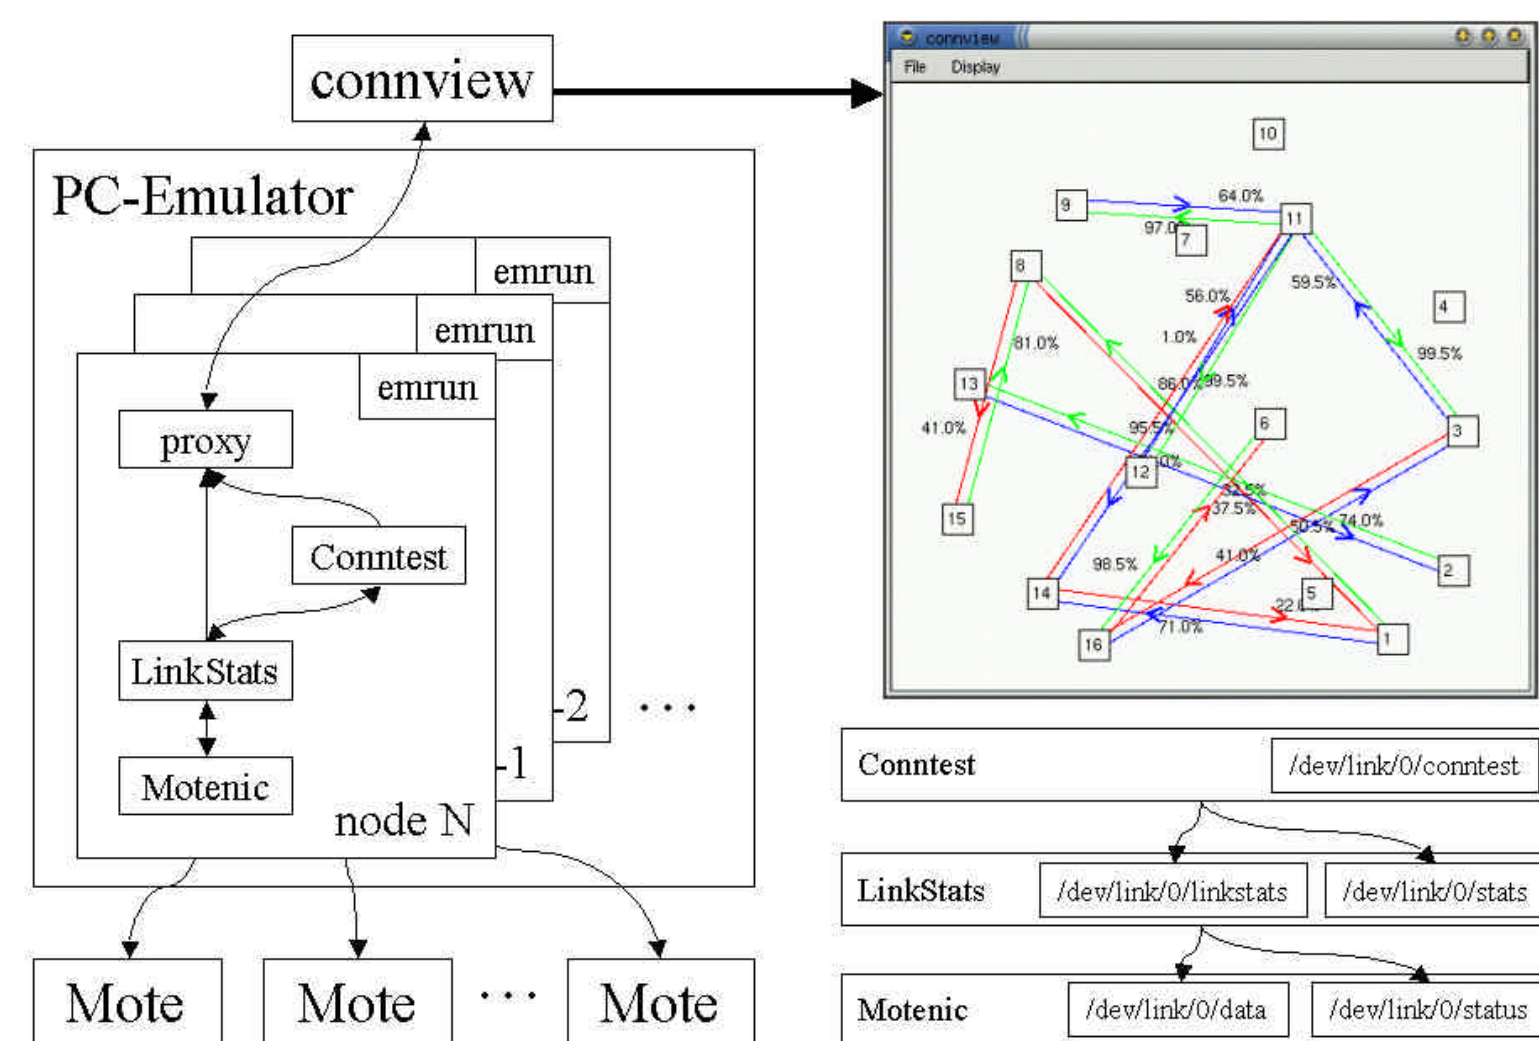 connview
PC-Emulator
emrun
emrun
emrun
proxy
Conntest
LinkStats
Motenic
-2
...
-1
node N
Mote
Mote
...
Mote
connview
File Display
10
9
64.0%
11
97.0
7
8
59.5%
56.0%
4
81.0%
1.0%
99.5%
13
86.0%
99.5%
41.0%
95.5%
6
3
12
.0%
32.5%
15
37.5%
50.5%
74.0%
41.0%
98.5%
2
14
5
22.
71.0%
16
1
Conntest
/dev/link/0/conntest
LinkStats
/dev/link/0/linkstats
/dev/link/0/stats
Motenic
/dev/link/0/data
/dev/link/0/status